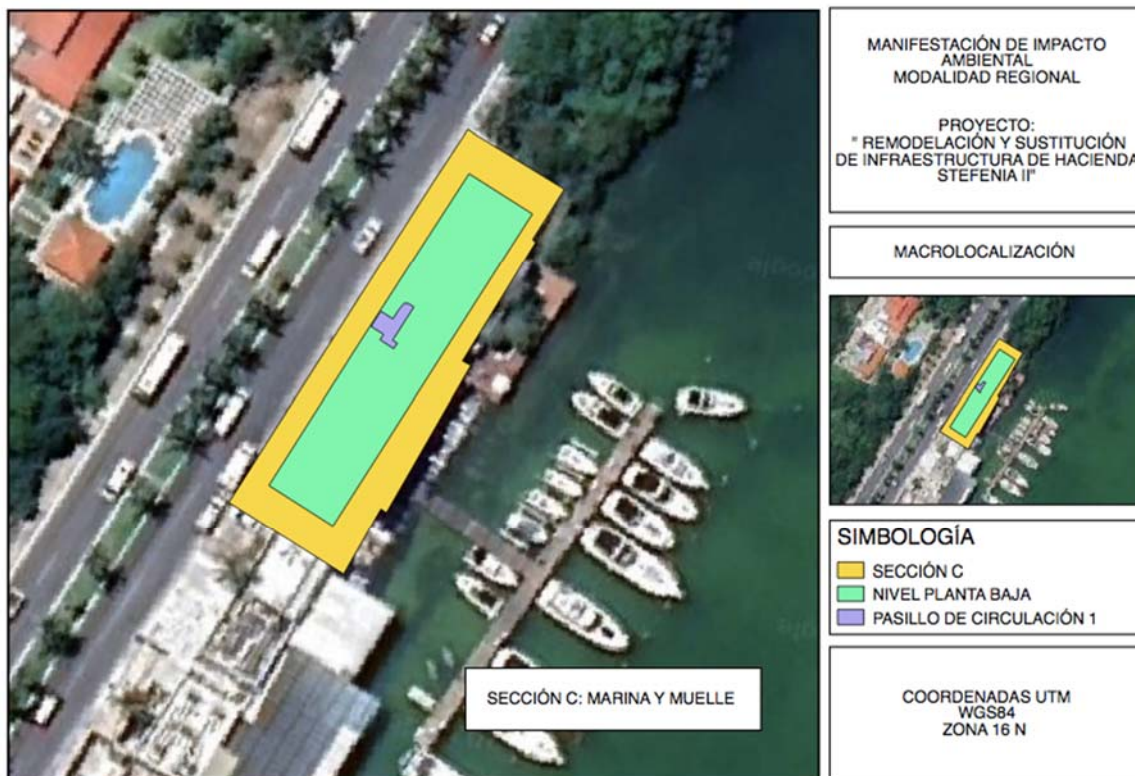 MANIFESTACIÓN DE IMPACTO
AMBIENTAL
MODALIDAD REGIONAL
PROYECTO:
" REMODELACIÓN Y SUSTITUCIÓN
DE INFRAESTRUCTURA DE HACIENDA
STEFENIA II"
MACROLOCALIZACIÓN
SIMBOLOGÍA
SECCIÓN C
NIVEL PLANTA BAJA
PASILLO DE CIRCULACIÓN 1
SECCIÓN C: MARINA Y MUELLE
COORDENADAS UTM
WGS84
ZONA 16 N